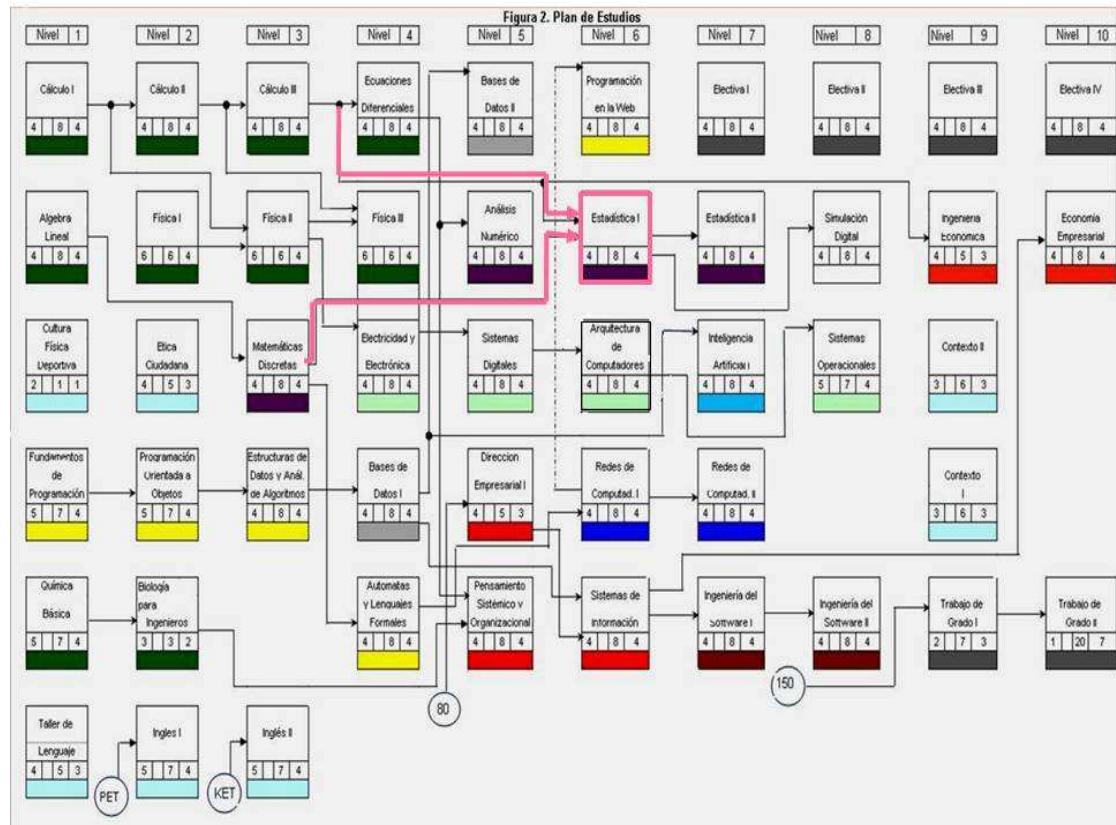 Figura 2. Plan de Estudios
Nivel 1
Nivel 2
Nivel 3
Nivel 4
Nivel 5
Nivel 6
Nivel 7
Nivel 8
Nivel 9
Nivel 10
Cálculo I
4 8 4
Cálculo II
4 8 4
Cálculo III
4 8 4
Ecuaciones
Diferenciales
4 8 4
Bases de
Datos II
4 8 4
Programación
en la Web
4 8 4
Electiva I
4 8 4
Electiva II
4 8 4
Electiva III
4 8 4
Electiva IV
4 8 4
Algebra
Lineal
4 8 4
Física I
6 6 4
Física II
6 6 4
Física III
6 6 4
Análisis
Numérico
4 8 4
Estadística I
4 8 4
Estadística II
4 8 4
Simulación
Digital
4 8 4
Ingenieria
Económica
4 5 3
Economía
Empresarial
4 8 4
Cultura
Física
Deportiva
2 1 1
Etica
Ciudadana
4 5 3
Matemáticas
Discretas
4 8 4
Electricidad y
Electrónica
4 8 4
Sistemas
Digitales
4 8 4
Arquitectura
de
Computadores
4 8 4
Inteligencia
Artificial
4 8 4
Sistemas
Operacionales
5 7 4
Contexto II
3 6 3
Fundamentos
de
Programación
5 7 4
Programación
Orientada a
Objetos
5 7 4
Estructuras de
Datos y Anál.
de Algoritmos
4 8 4
Bases de
Datos I
4 8 4
Direccion
Empresarial I
4 5 3
Redes de
Computad. I
4 8 4
Redes de
Computad. II
4 8 4
Contexto
I
3 6 3
Química
Básica
5 7 4
Biología
para
Ingenieros
3 3 2
Automatas
y Lenguajes
Formales
4 8 4
Pensamiento
Sistémico y
Organizacional
4 8 4
Sistemas de
Información
4 8 4
Ingeniería del
Software I
4 8 4
Ingeniería del
Software II
4 8 4
Trabajo de
Grado I
2 7 3
Trabajo de
Grado II
1 20 7
80
150
Taller de
Lenguaje
4 5 3
PET
Ingles I
5 7 4
KET
Inglés II
5 7 4